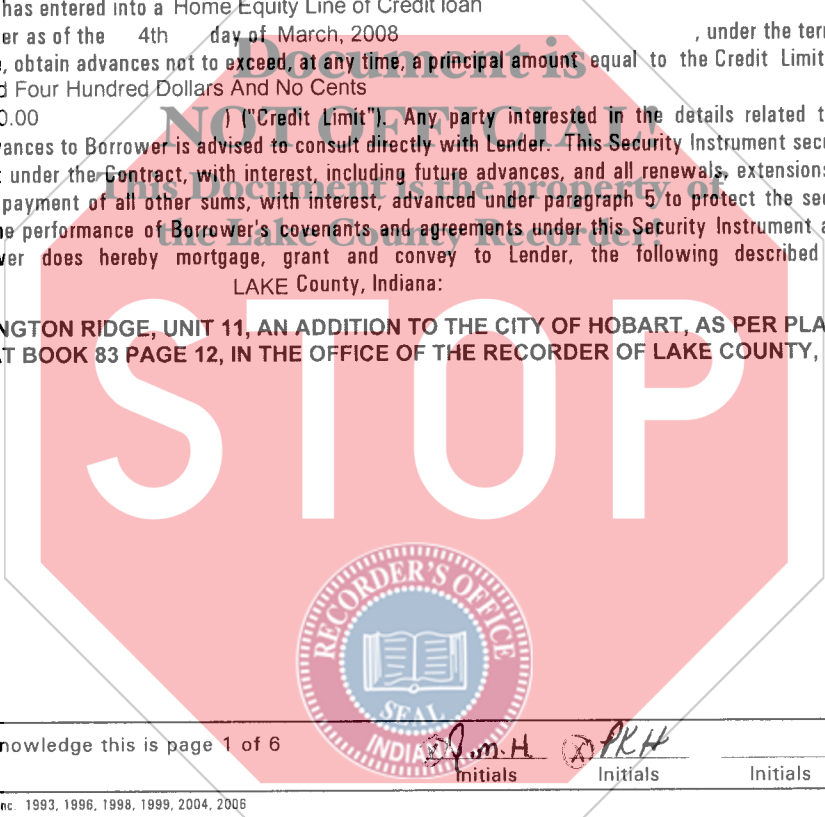 has entered into a Home Equity Line of Credit loan
er as of the 4th day of March, 2008 , under the ter
, obtain advances not to exceed, at any time, a principal amount equal to the Credit Limit
d Four Hundred Dollars And No Cents
0.00 ) ("Credit Limit"). Any party interested in the details related t
vances to Borrower is advised to consult directly with Lender. This Security Instrument sec
t under the Contract, with interest, including future advances, and all renewals, extensions
payment of all other sums, with interest, advanced under paragraph 5 to protect the se
e performance of Borrower's covenants and agreements under this Security Instrument a
er does hereby mortgage, grant and convey to Lender, the following described
LAKE County, Indiana:
Document is
NOT OFFICIAL!
This Document is the property of
the Lake County Recorder!
NGTON RIDGE, UNIT 11, AN ADDITION TO THE CITY OF HOBART, AS PER PLA
AT BOOK 83 PAGE 12, IN THE OFFICE OF THE RECORDER OF LAKE COUNTY,
STOP
RECORDER'S OFFICE
SEAL
INDIANA
nowledge this is page 1 of 6
J.m.H PKH
Initials Initials Initials
nc. 1993, 1996, 1998, 1999, 2004, 2006